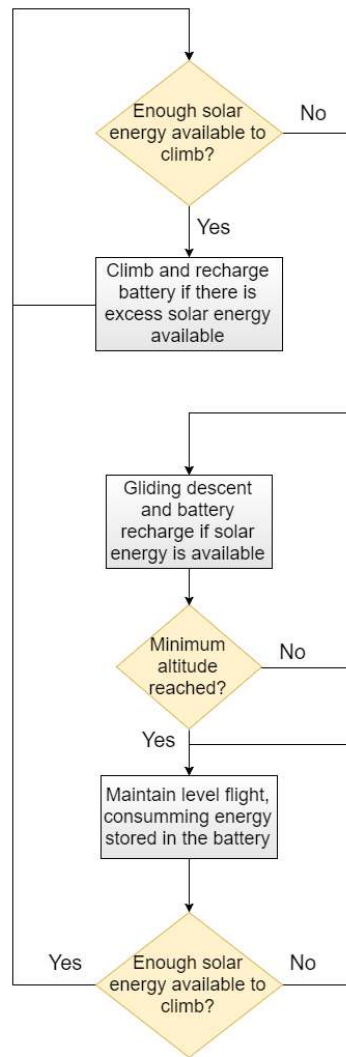 Enough solar
energy available to
climb?
No
Yes
Climb and recharge
battery if there is
excess solar energy
available
Gliding descent
and battery
recharge if solar
energy is available
Minimum
altitude
reached?
No
Yes
Maintain level flight,
consumming energy
stored in the battery
Yes
Enough solar
energy available to
climb?
No